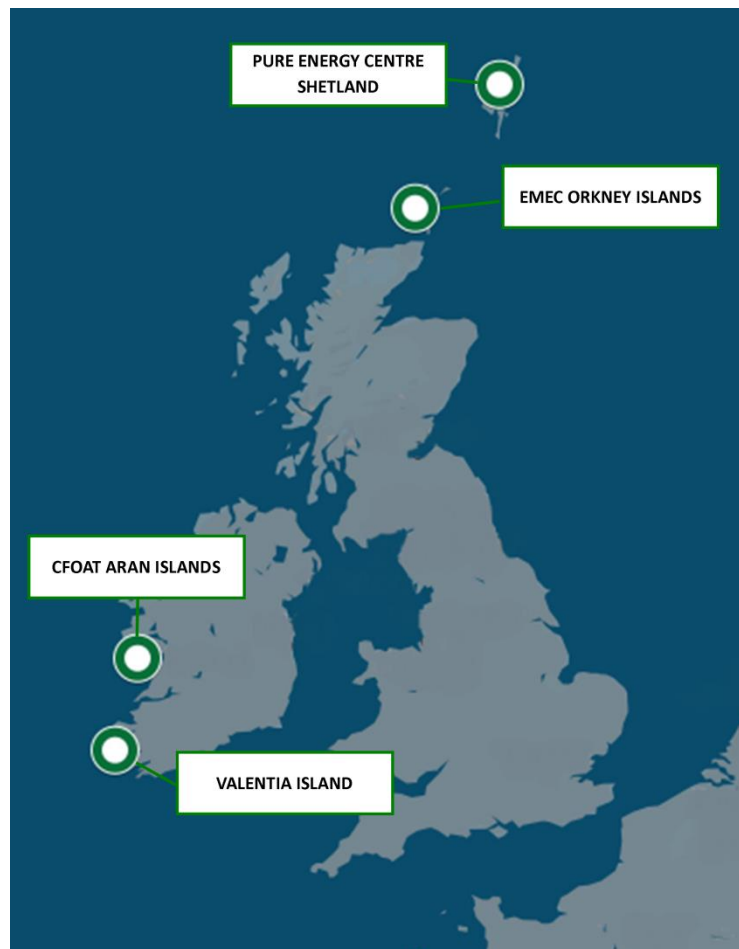 PURE ENERGY CENTRE
SHETLAND
EMEC ORKNEY ISLANDS
CFOAT ARAN ISLANDS
VALENTIA ISLAND